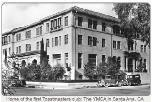 Home of the first Toastmasters club: The YMCA in Santa Ana, CA.